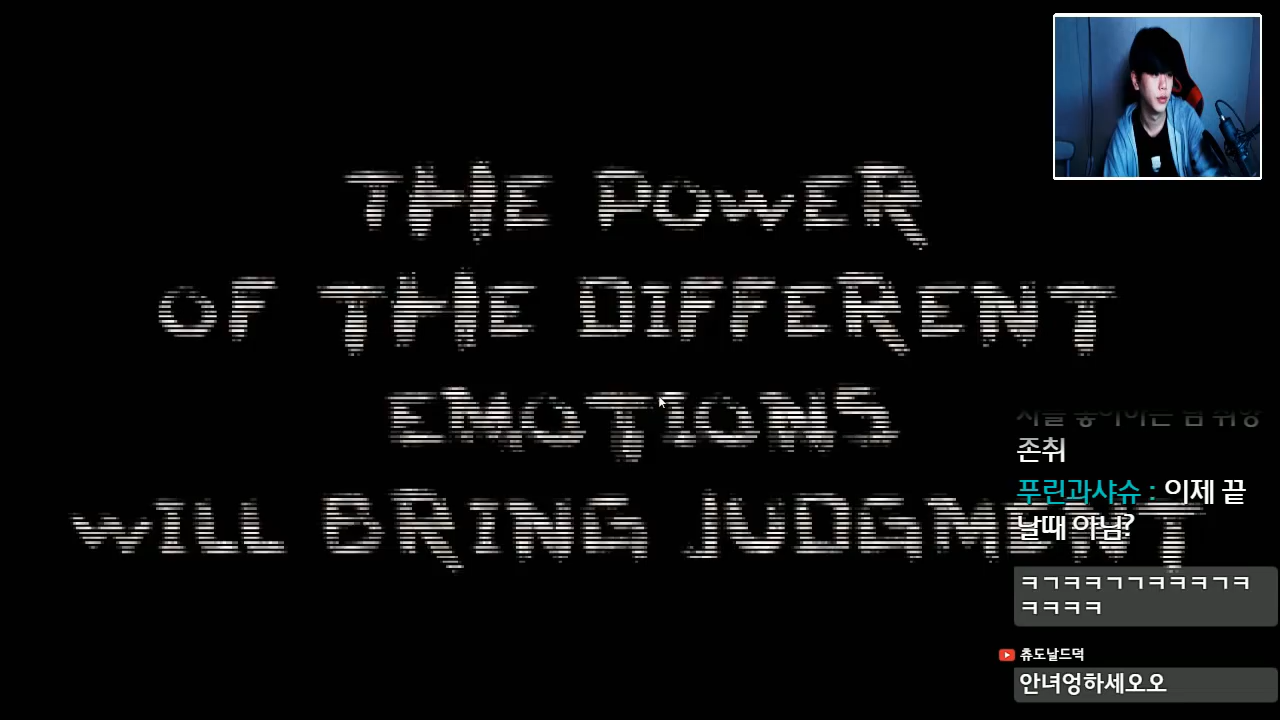 THE POWER
OF THE DIFFERENT
EMOTIONS
WILL BRING JUDGMENT
존취
푸린과샤슈 : 이제 끝
날때 아님?
ㅋㄱㅋㅋㄱㄱㅋㅋㅋㄱㅋ
ㅋㅋㅋㅋ
츄도날드덕
안녀엉하세오오